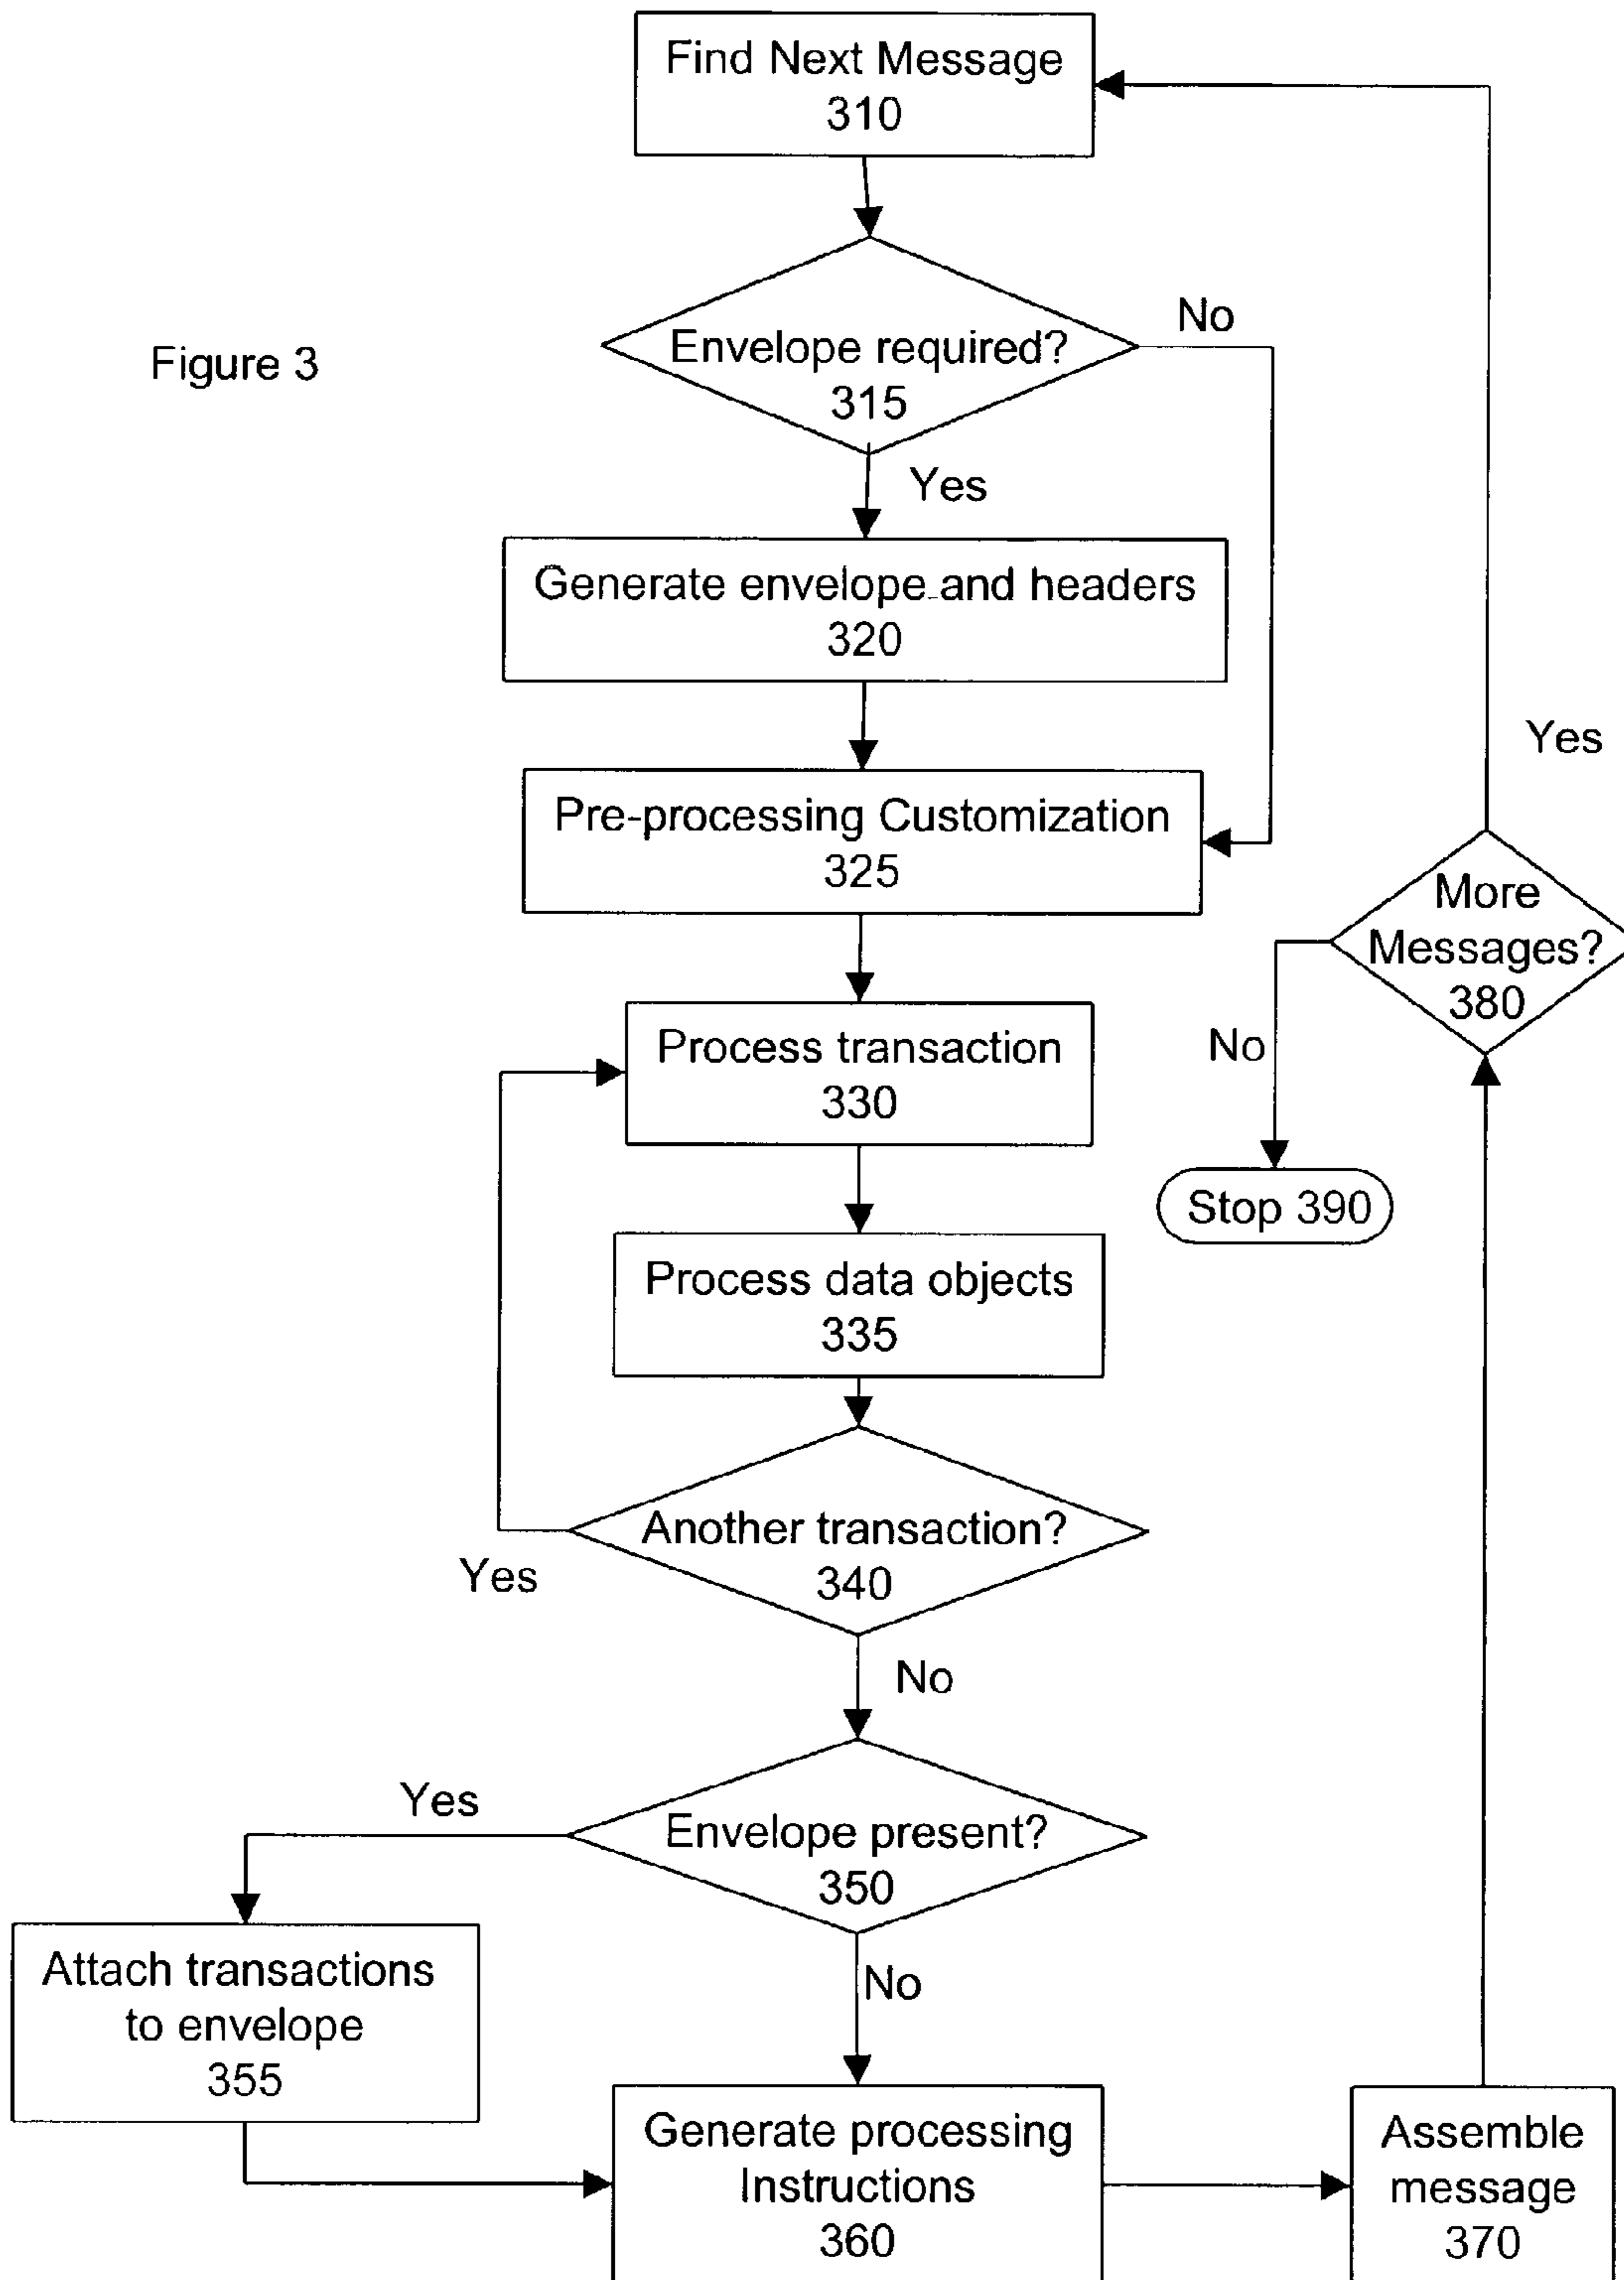 Find Next Message
310
Figure 3
Envelope required?
315
No
Yes
Generate envelope and headers
320
Pre-processing Customization
325
Yes
More
Messages?
380
No
Process transaction
330
Stop 390
Process data objects
335
Another transaction?
340
Yes
No
Envelope present?
350
Yes
No
Attach transactions
to envelope
355
Generate processing
Instructions
360
Assemble
message
370